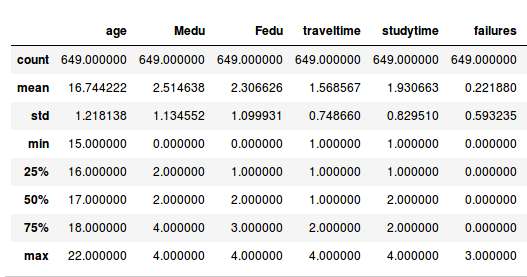 age Medu Fedu traveltime studytime failures
count 649.000000 649.000000 649.000000 649.000000 649.000000 649.000000
mean 16.744222 2.514638 2.306626 1.568567 1.930663 0.221880
std 1.218138 1.134552 1.099931 0.748660 0.829510 0.593235
min 15.000000 0.000000 0.000000 1.000000 1.000000 0.000000
25% 16.000000 2.000000 1.000000 1.000000 1.000000 0.000000
50% 17.000000 2.000000 2.000000 1.000000 2.000000 0.000000
75% 18.000000 4.000000 3.000000 2.000000 2.000000 0.000000
max 22.000000 4.000000 4.000000 4.000000 4.000000 3.000000